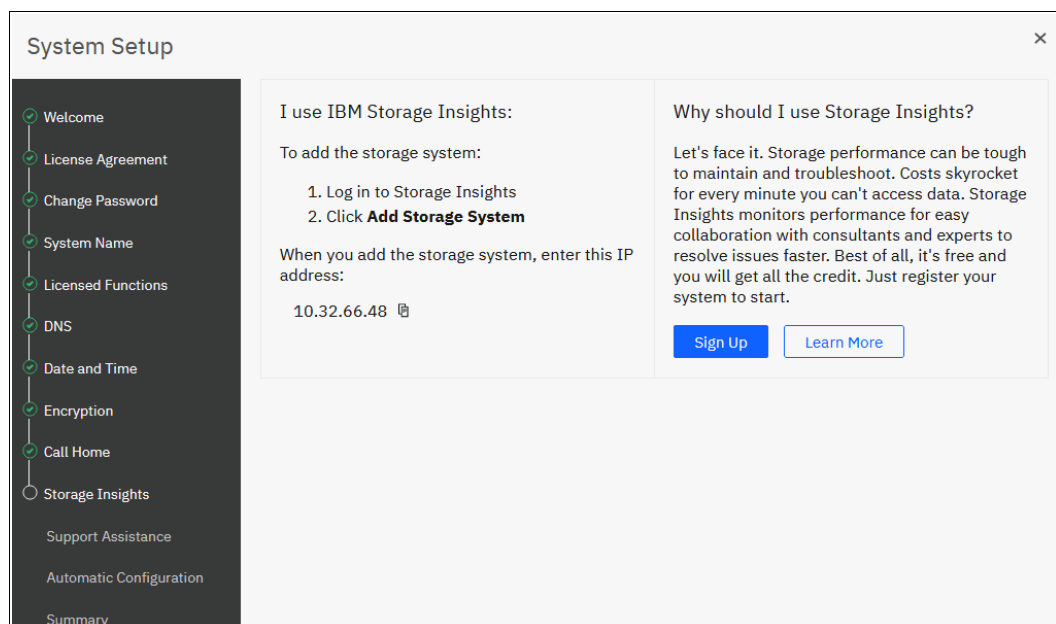 System Setup
Welcome
License Agreement
Change Password
System Name
Licensed Functions
DNS
Date and Time
Encryption
Call Home
Storage Insights
Support Assistance
Automatic Configuration
Summary
I use IBM Storage Insights:
To add the storage system:
1. Log in to Storage Insights
2. Click Add Storage System
When you add the storage system, enter this IP
address:
10.32.66.48
Why should I use Storage Insights?
Let's face it. Storage performance can be tough
to maintain and troubleshoot. Costs skyrocket
for every minute you can't access data. Storage
Insights monitors performance for easy
collaboration with consultants and experts to
resolve issues faster. Best of all, it's free and
you will get all the credit. Just register your
system to start.
Sign Up
Learn More